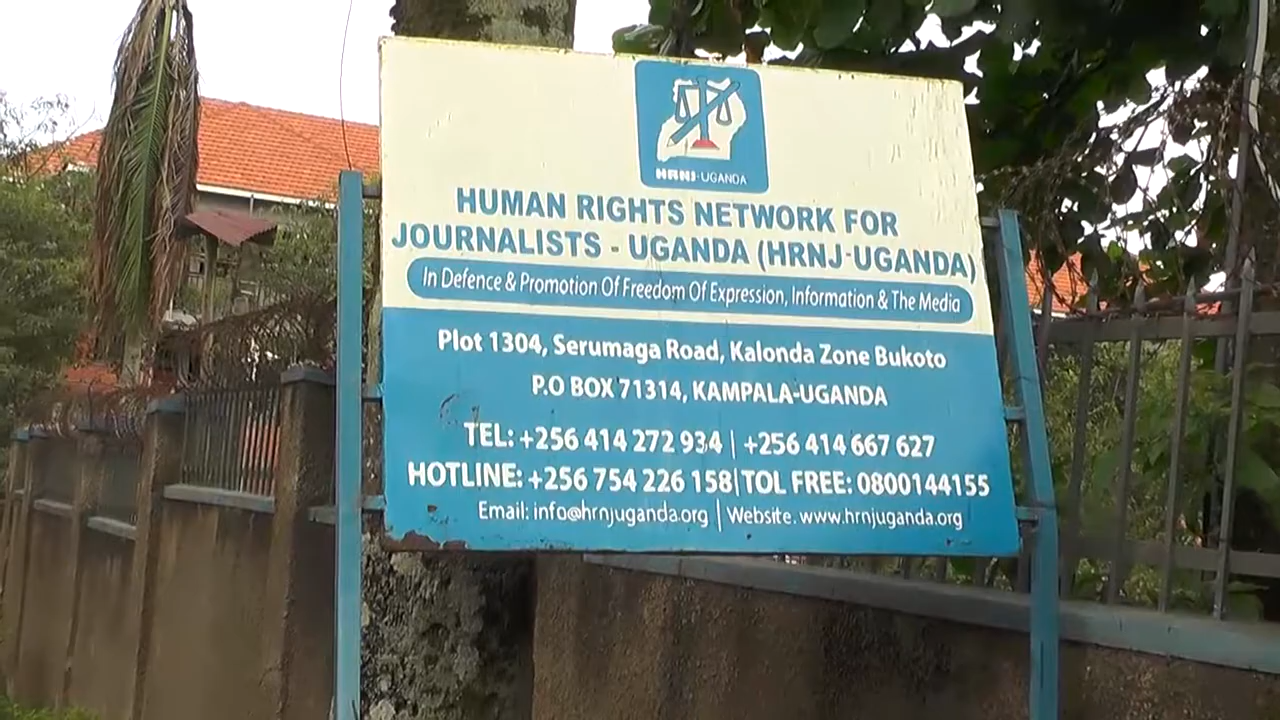 HRNJ-UGANDA
HUMAN RIGHTS NETWORK FOR
JOURNALISTS - UGANDA (HRNJ-UGANDA)
In Defence & Promotion Of Freedom Of Expression, Information & The Media
Plot 1304, Serumaga Road, Kalonda Zone Bukoto
P.O BOX 71314, KAMPALA-UGANDA
TEL: +256 414 272 934 | +256 414 667 627
HOTLINE: +256 754 226 158|TOL FREE: 0800144155
Email: info@hrnjuganda.org | Website. www.hrnjuganda.org